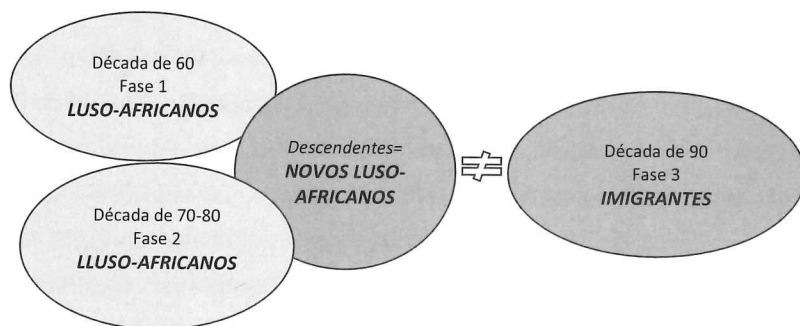 Década de 60
Fase 1
LUSO-AFRICANOS
Descendentes=
NOVOS LUSO-
AFRICANOS
≠
Década de 90
Fase 3
IMIGRANTES
Década de 70-80
Fase 2
LLUSO-AFRICANOS